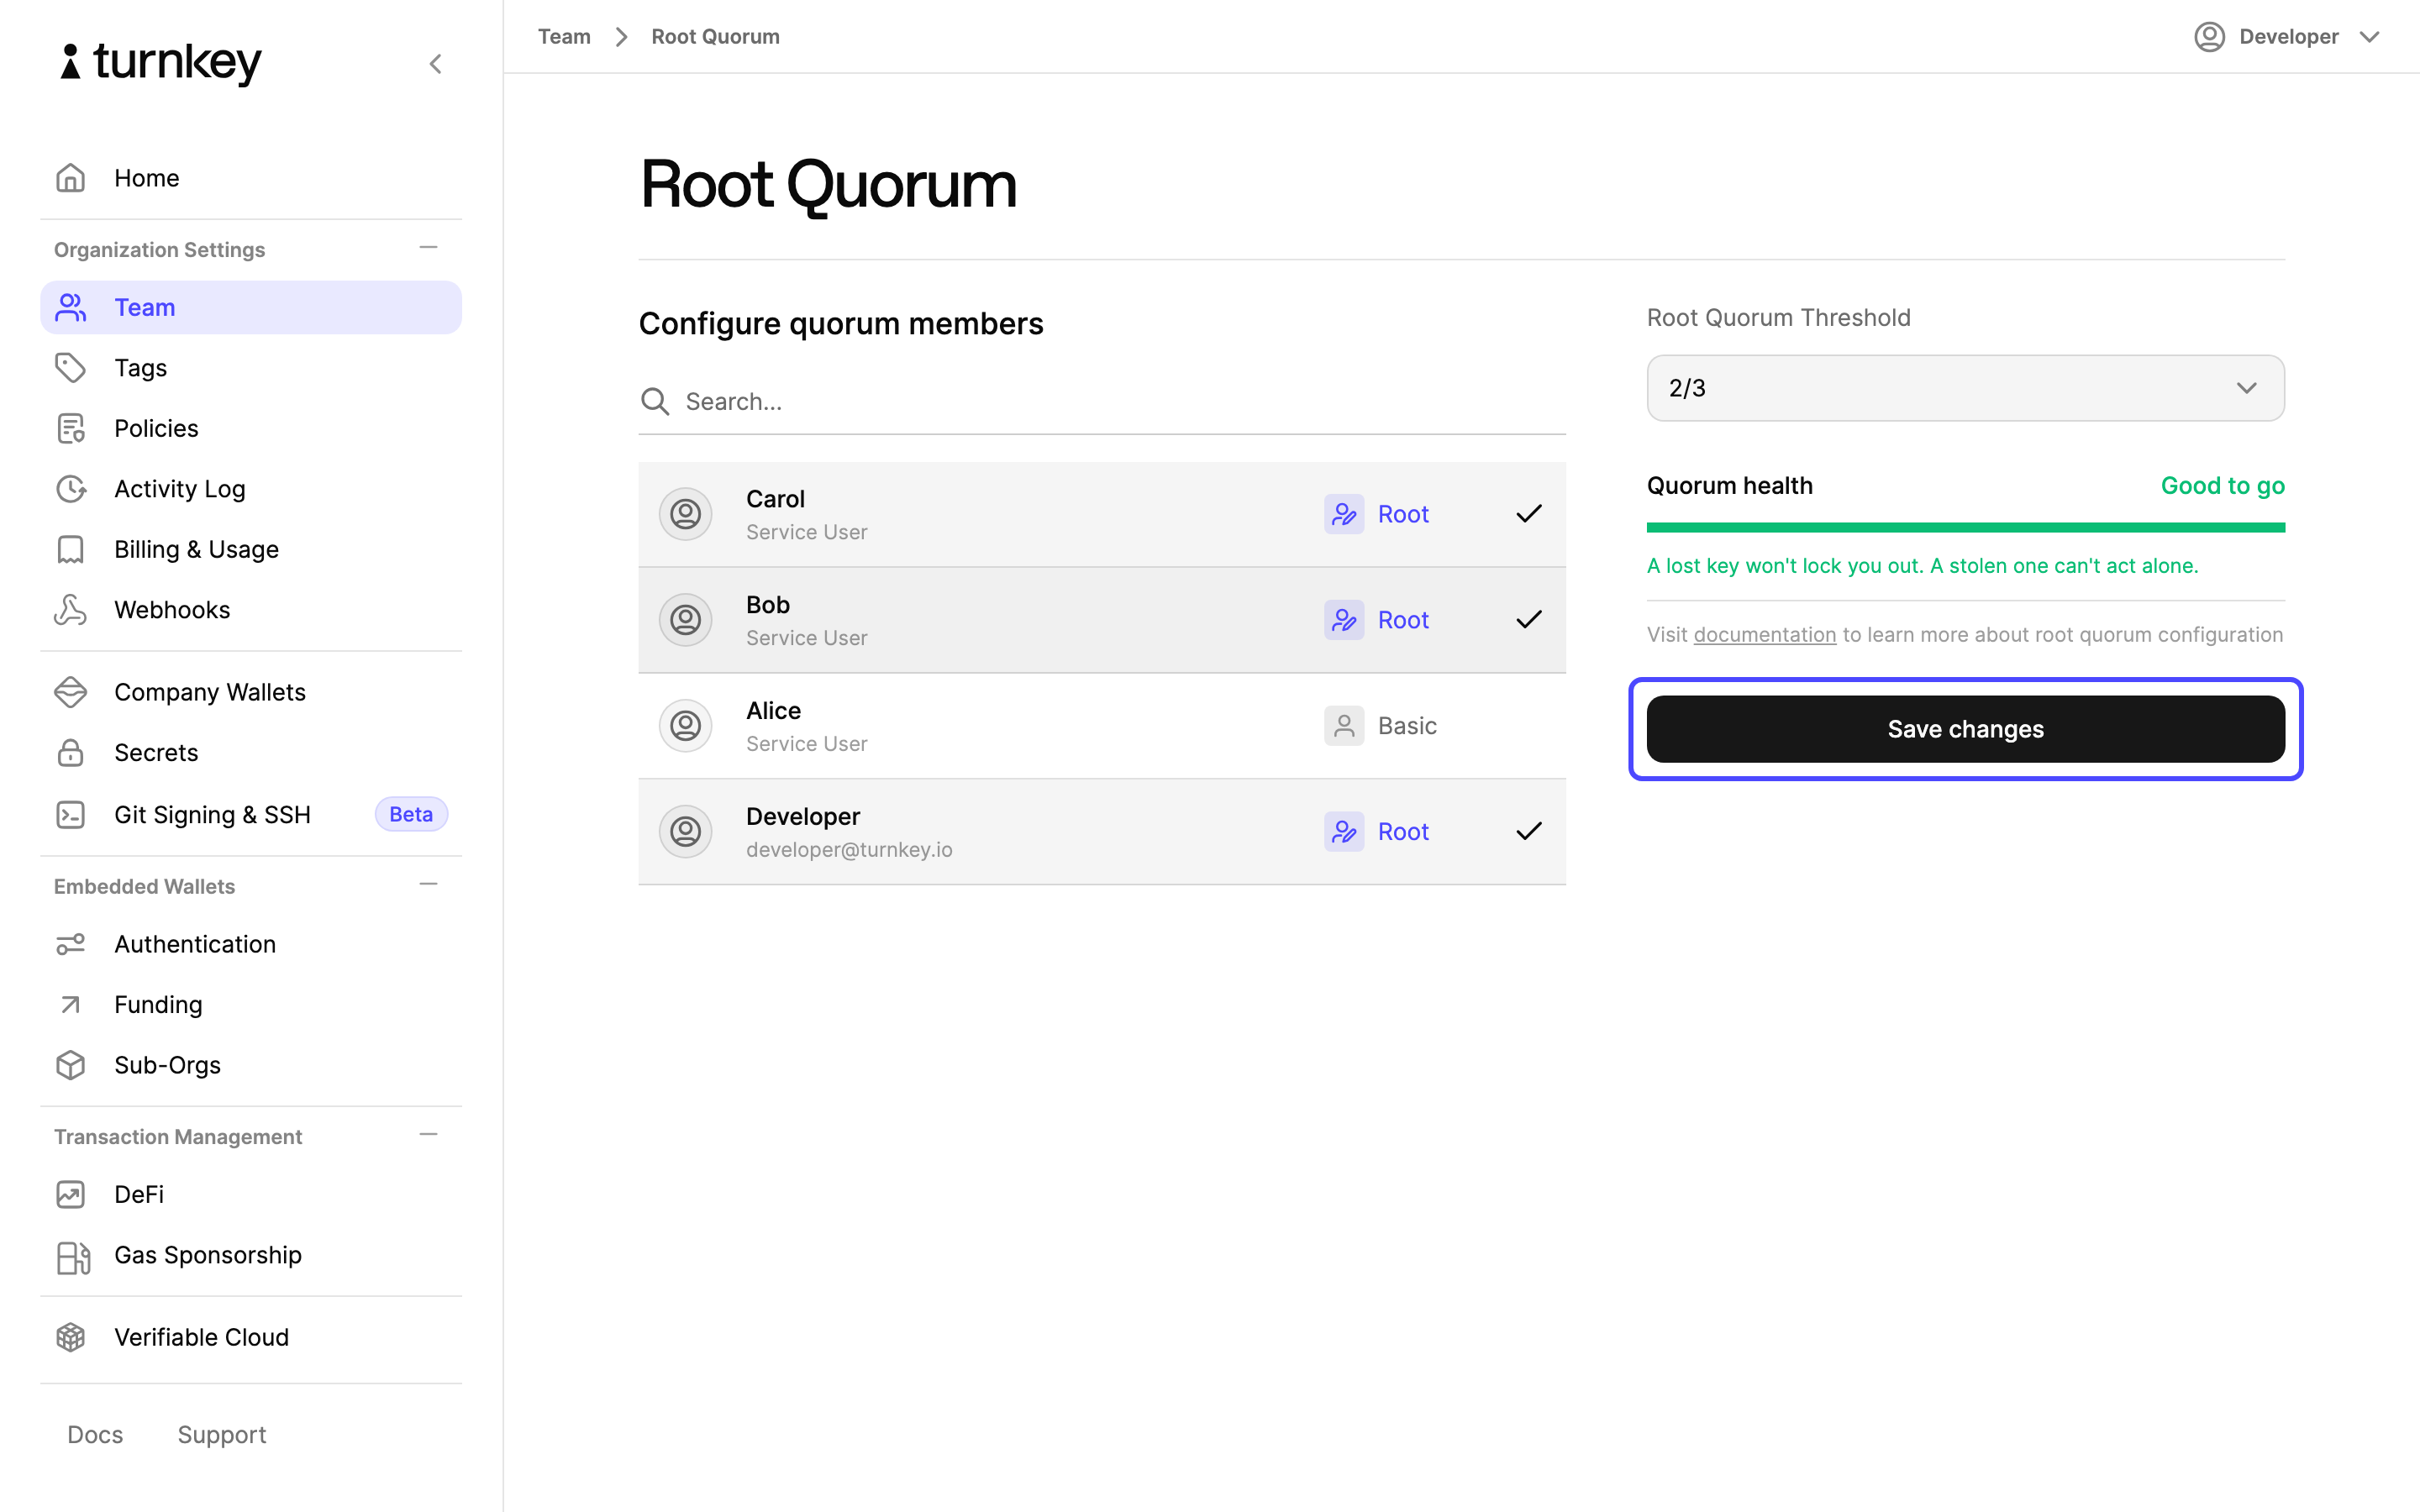 turnkey
Home
Organization Settings
Team
Tags
Policies
Activity Log
Billing & Usage
Webhooks
Company Wallets
Secrets
Git Signing & SSH Beta
Embedded Wallets
Authentication
Funding
Sub-Orgs
Transaction Management
DeFi
Gas Sponsorship
Verifiable Cloud
Docs Support
Team Root Quorum
Developer
Root Quorum
Configure quorum members
Search...
Carol
Service User
Root
Bob
Service User
Root
Alice
Service User
Basic
Developer
developer@turnkey.io
Root
Root Quorum Threshold
2/3
Quorum health Good to go
A lost key won't lock you out. A stolen one can't act alone.
Visit documentation to learn more about root quorum configuration
Save changes